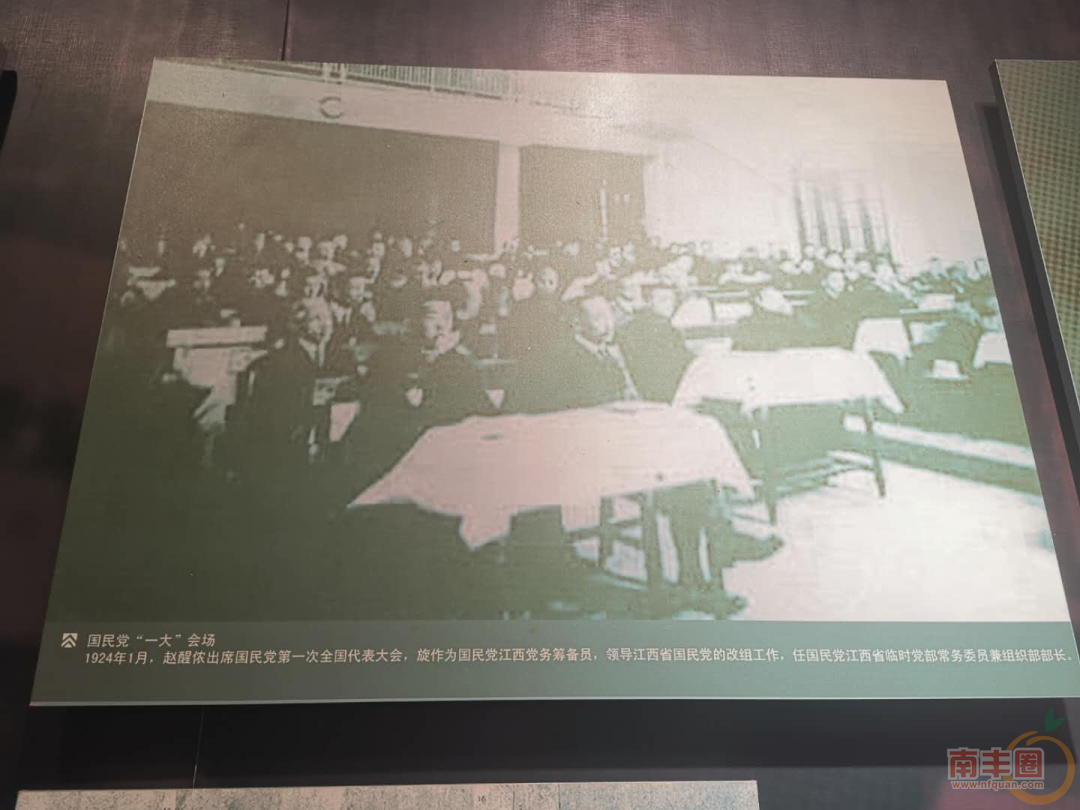 国民党“一大”会场
1924年1月，赵醒侬出席国民党第一次全国代表大会，旋作为国民党江西党务筹备员，领导江西省国民党的改组工作，任国民党江西省临时党部常务委员兼组织部部长。
16
南丰圈
www.nfquan.com